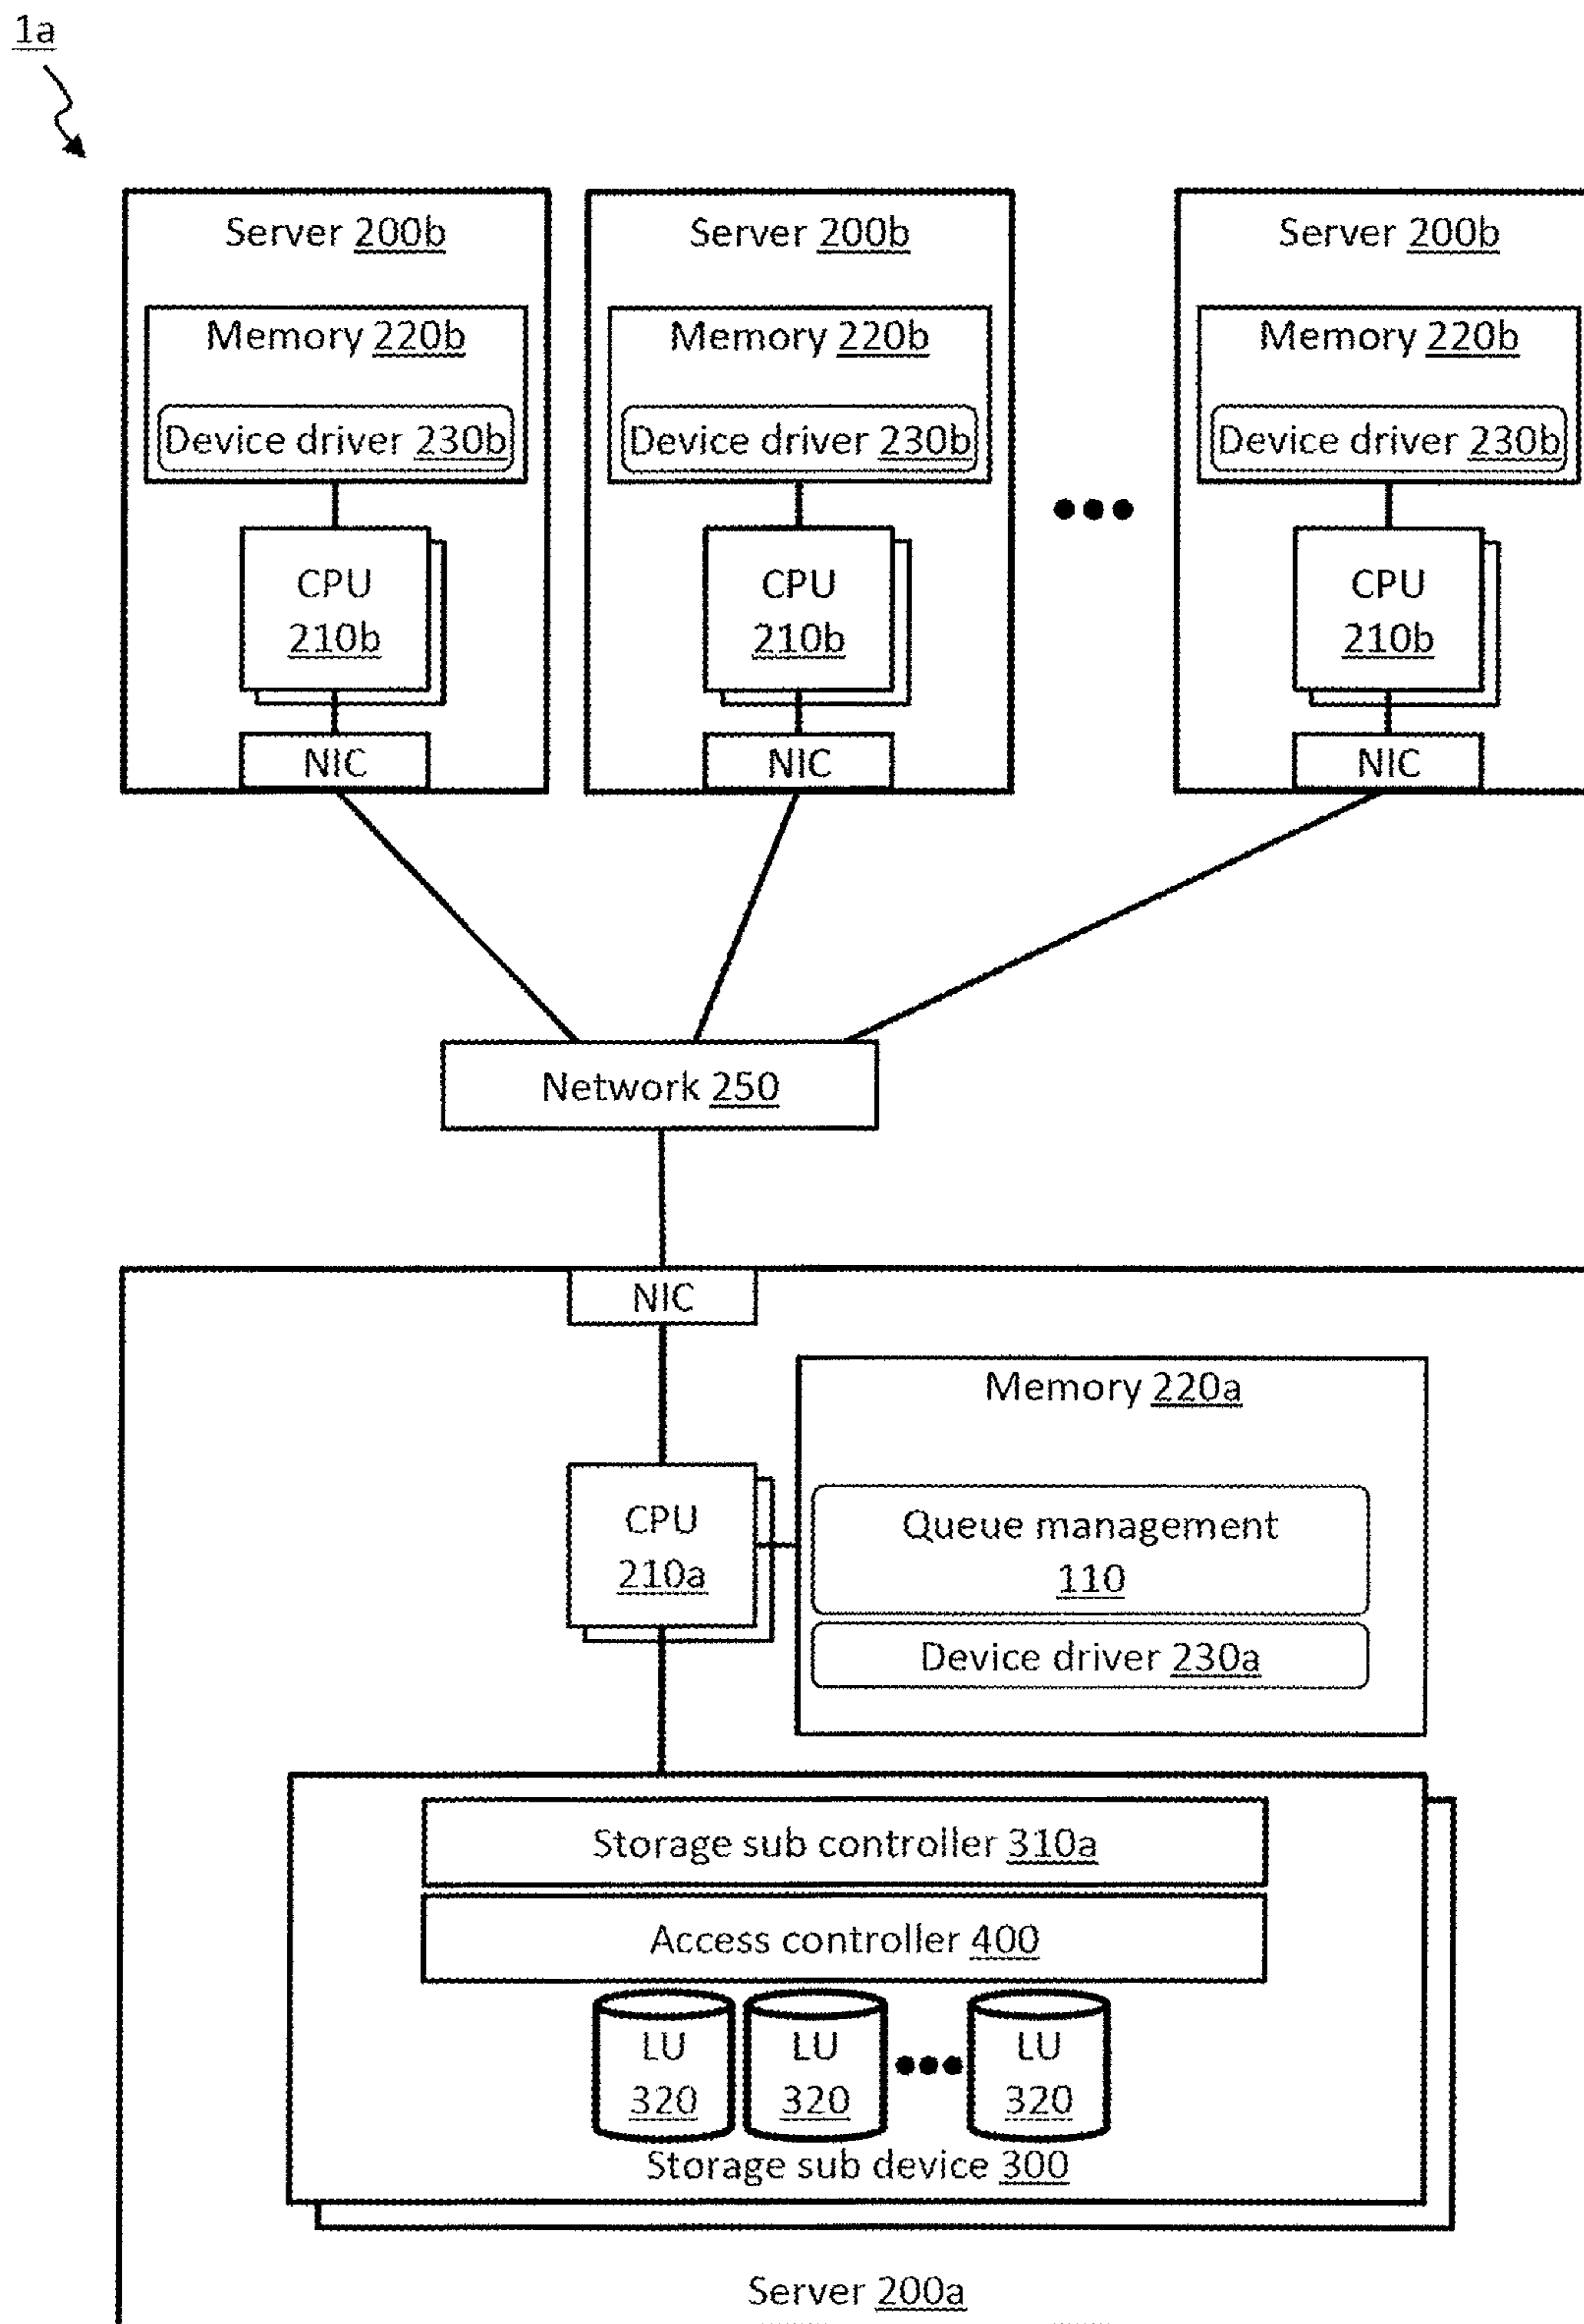 1a
Server 200b
Memory 220b
Device driver 230b
CPU
210b
NIC
Server 200b
Memory 220b
Device driver 230b
CPU
210b
NIC
Server 200b
Memory 220b
Device driver 230b
CPU
210b
NIC
Network 250
NIC
CPU
210a
Memory 220a
Queue management
110
Device driver 230a
Storage sub controller 310a
Access controller 400
LU
320
LU
320
LU
320
Storage sub device 300
Server 200a